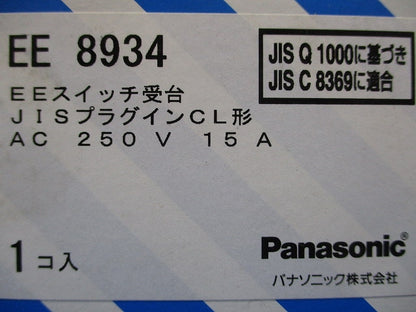 EE 8934
JIS Q 1000に基づき
JIS C 8369に適合
EEスイッチ受台
JISプラグインCL形
AC 250 V 15 A
1コ入
Panasonic
パナソニック株式会社